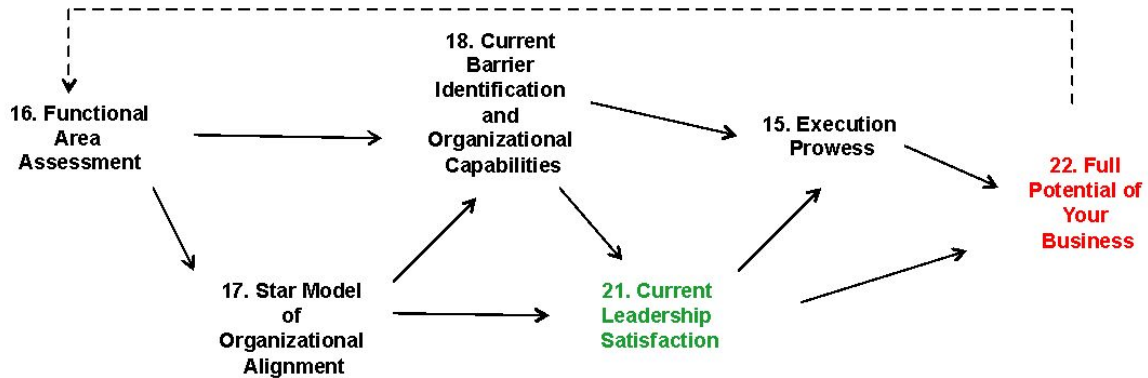 16. Functional
Area
Assessment
18. Current
Barrier
Identification
and
Organizational
Capabilities
15. Execution
Prowess
22. Full
Potential of
Your
Business
17. Star Model
of
Organizational
Alignment
21. Current
Leadership
Satisfaction